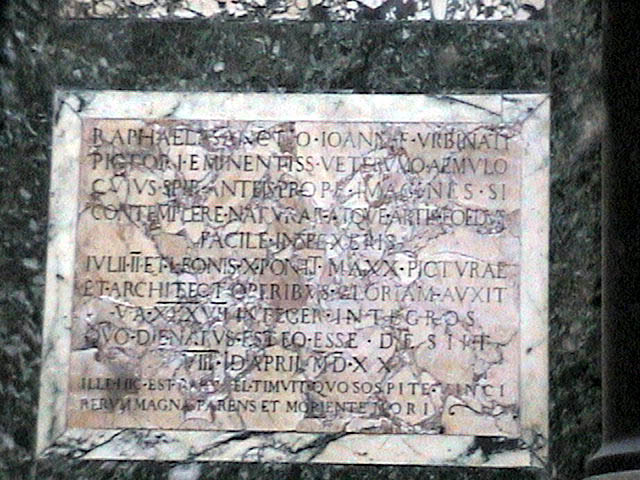 RAPHAELI·SANCTIO·IOANN·F·VRBINATI
PICTORI·EMINENTISS·VETERVMQ·AEMVLO
CVIVS·SPIRANTEIS·PROPE·IMAGINES·SI
CONTEMPLERE·NATVRAE·ATQVE·ARTIS·FOEDVS
FACILE·INSPEXERIS
IVLII·II·ET·LEONIS·X·PONTT·MAXX·PICTVRAE
ET·ARCHITECT·OPERIBVS·GLORIAM·AVXIT
V·A·XXXVII·INTEGER·INTEGROS
QVO·DIE·NATVS·EST·EO·ESSE·DESIIT
VIII·ID·APRIL·MDXX
ILLE·HIC·EST·RAPHAEL·TIMVIT·QVO·SOSPITE·VINCI
RERVM·MAGNA·PARENS·ET·MORIENTE·MORI